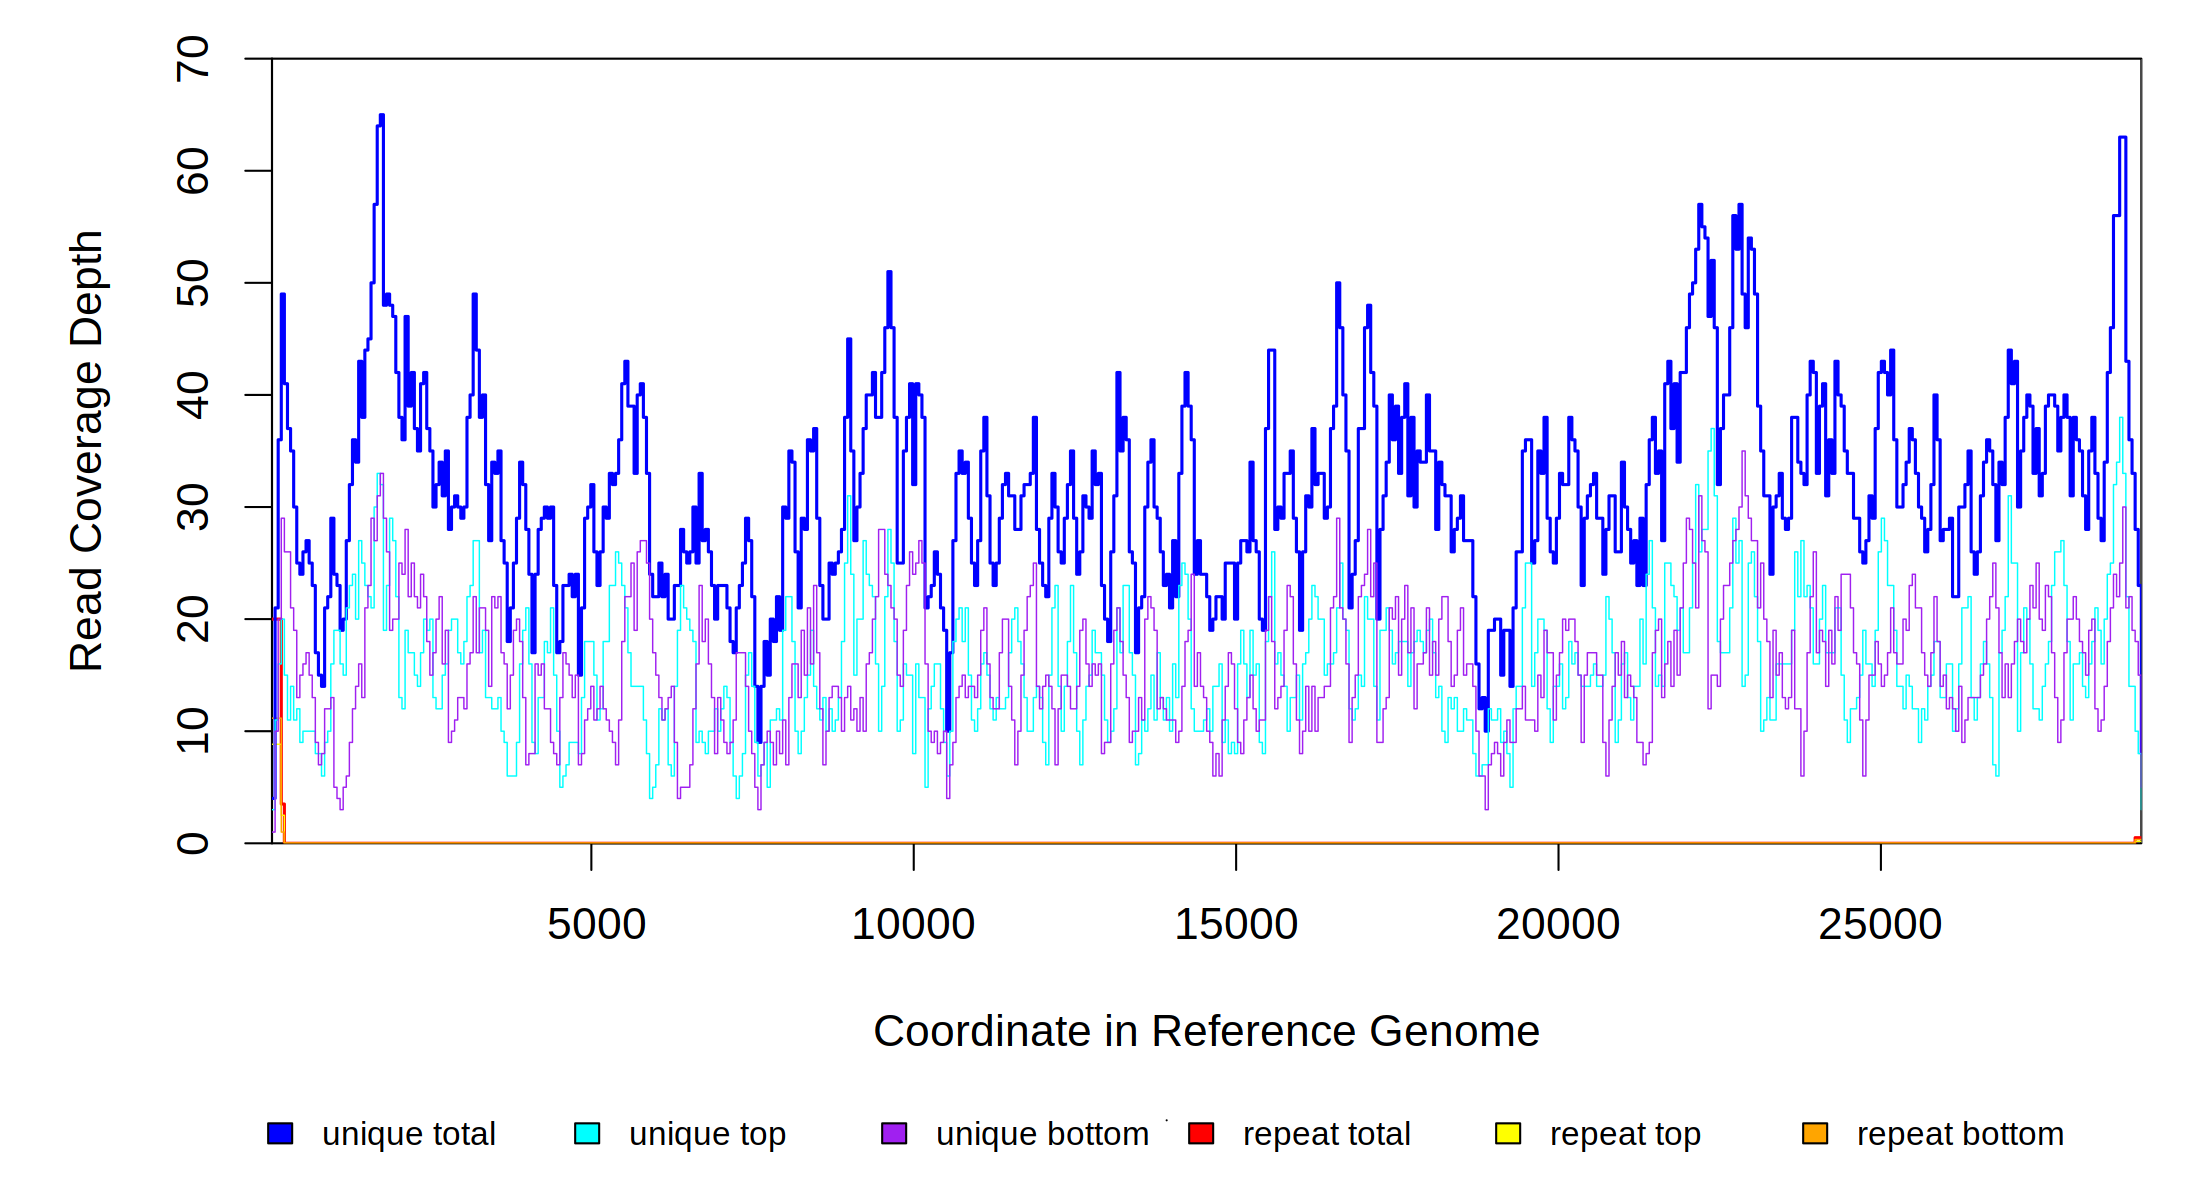 70
60
50
40
30
20
10
0
Read Coverage Depth
5000 10000 15000 20000 25000
Coordinate in Reference Genome
unique total unique top unique bottom repeat total repeat top repeat bottom